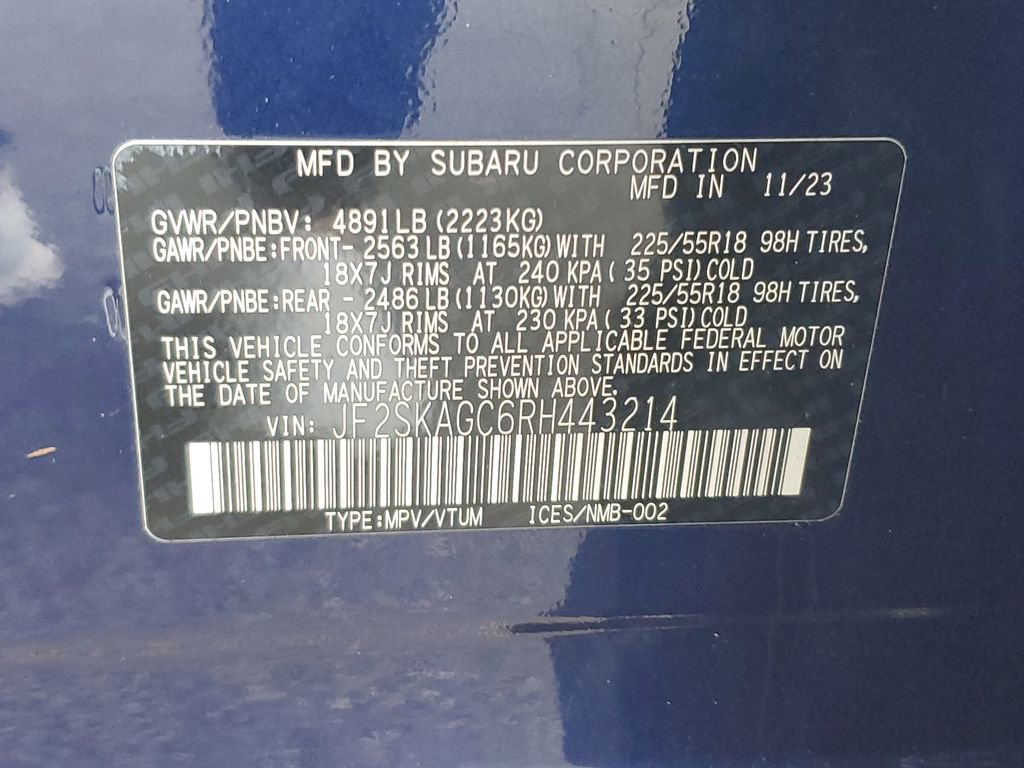 MFD BY SUBARU CORPORATION
MFD IN 11/23
GVWR/PNBV: 4891LB (2223KG)
GAWR/PNBE:FRONT- 2563 LB (1165KG) WITH 225/55R18 98H TIRES,
18X7J RIMS AT 240 KPA ( 35 PSI) COLD
GAWR/PNBE:REAR - 2486 LB (1130KG) WITH 225/55R18 98H TIRES,
18X7J RIMS AT 230 KPA ( 33 PSI) COLD
THIS VEHICLE CONFORMS TO ALL APPLICABLE FEDERAL MOTOR
VEHICLE SAFETY AND THEFT PREVENTION STANDARDS IN EFFECT ON
THE DATE OF MANUFACTURE SHOWN ABOVE.
VIN: JF2SKAGC6RH443214
TYPE:MPV/VTUM ICES/NMB-002